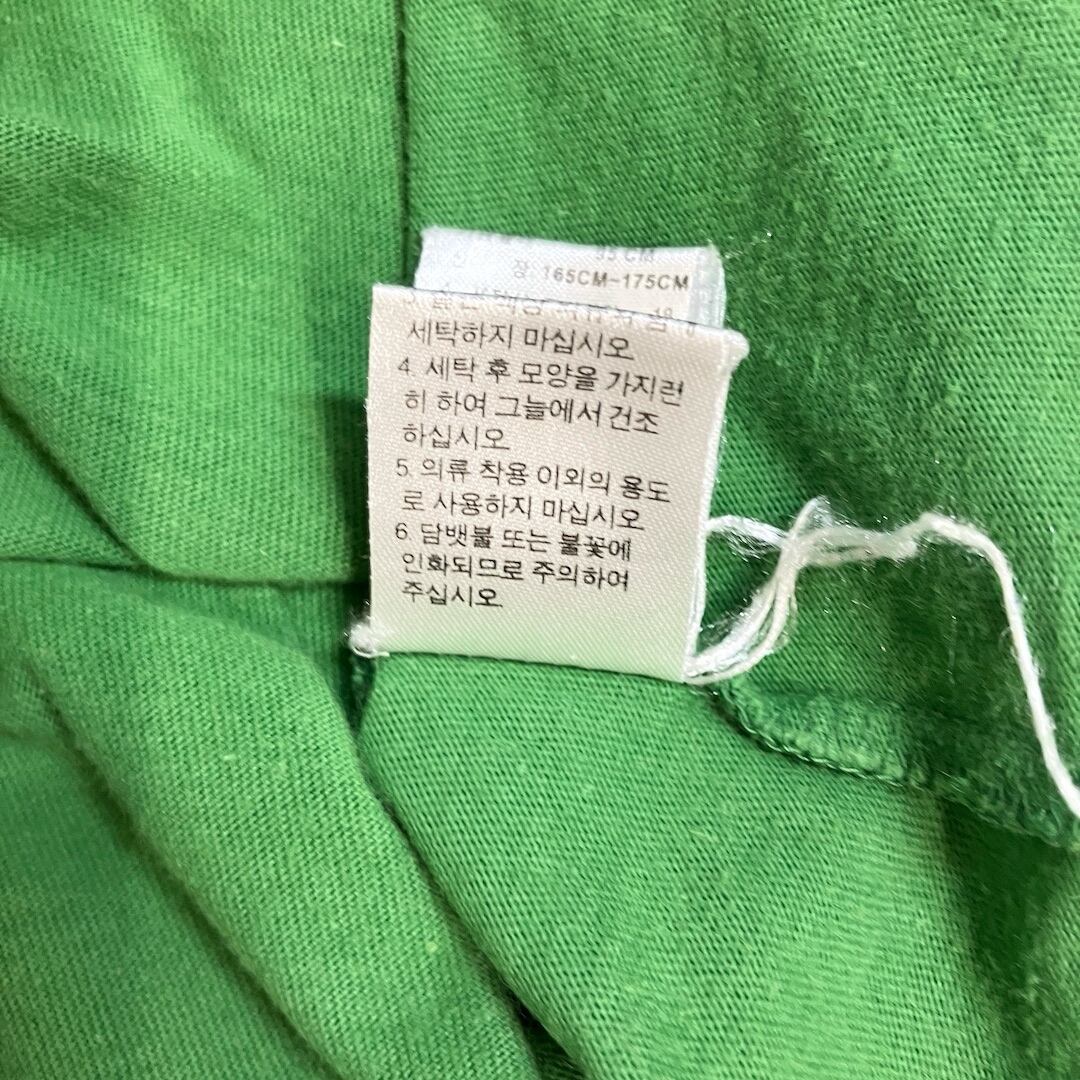 95 CM
장: 165CM-175CM
세탁하지 마십시오
4. 세탁 후 모양을 가지런
히 하여 그늘에서 건조
하십시오
5. 의류 착용 이외의 용도
로 사용하지 마십시오
6. 담뱃불 또는 불꽃에
인화되므로 주의하여
주십시오.